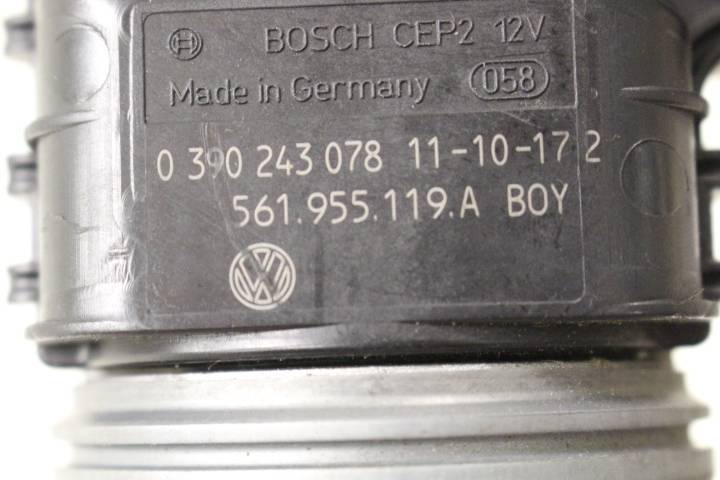 BOSCH CEP2 12V
Made in Germany 058
0 390 243 078 11-10-17 2
561.955.119.A BOY